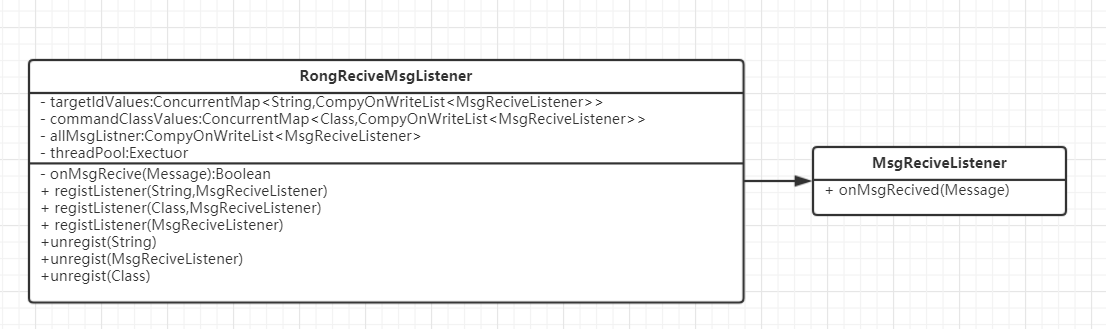 RongReciveMsgListener
- targetIdValues:ConcurrentMap<String,CompyOnWriteList<MsgReciveListener>>
- commandClassValues:ConcurrentMap<Class,CompyOnWriteList<MsgReciveListener>>
- allMsgListner:CompyOnWriteList<MsgReciveListener>
- threadPool:Exectuor
- onMsgRecive(Message):Boolean
+ registListener(String,MsgReciveListener)
+ registListener(Class,MsgReciveListener)
+ registListener(MsgReciveListener)
+unregist(String)
+unregist(MsgReciveListener)
+unregist(Class)
MsgReciveListener
+ onMsgRecived(Message)